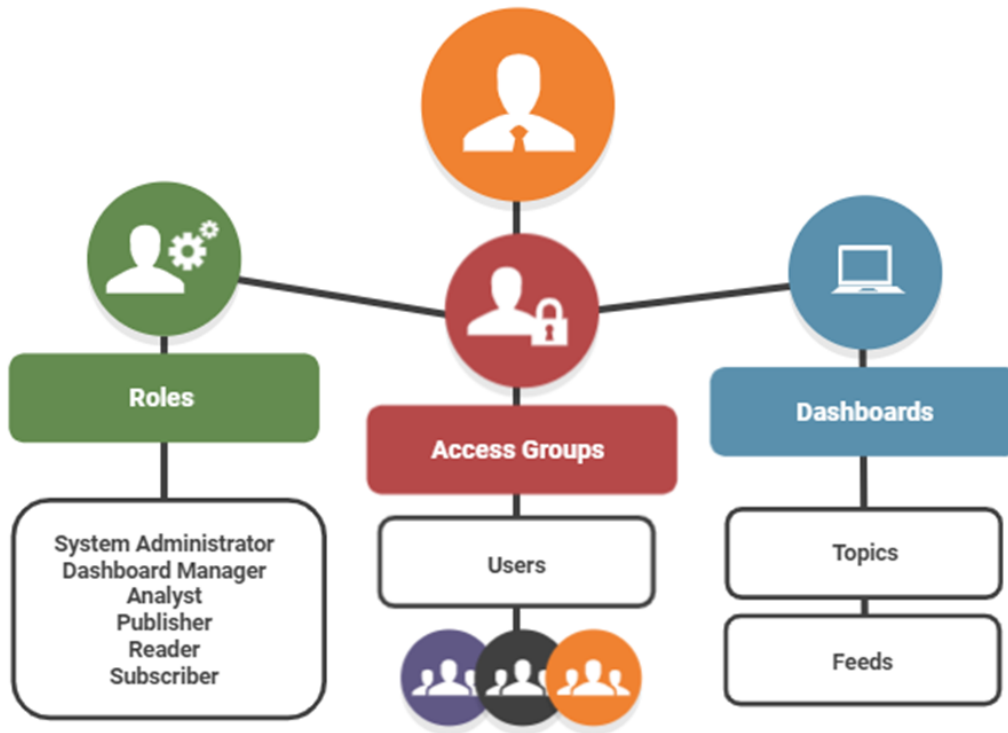 Roles
System Administrator
Dashboard Manager
Analyst
Publisher
Reader
Subscriber
Access Groups
Users
Dashboards
Topics
Feeds